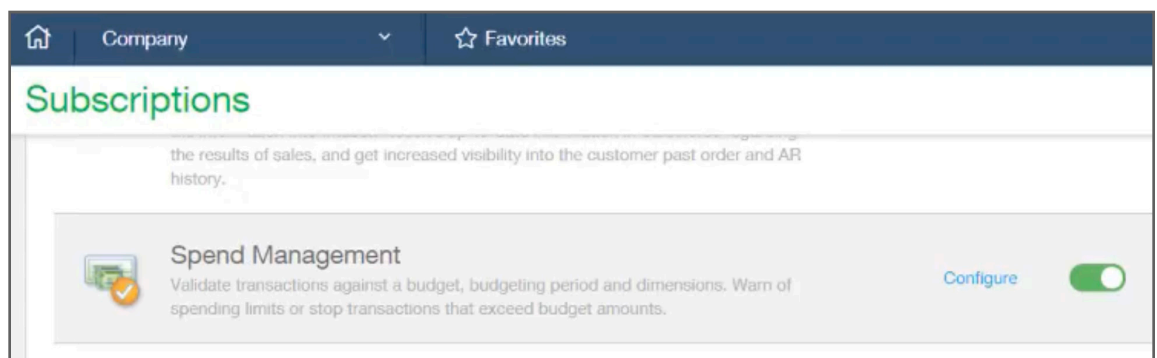 Company
Favorites
Subscriptions
the results of sales, and get increased visibility into the customer past order and AR
history.
Spend Management
Validate transactions against a budget, budgeting period and dimensions. Warn of
spending limits or stop transactions that exceed budget amounts.
Configure